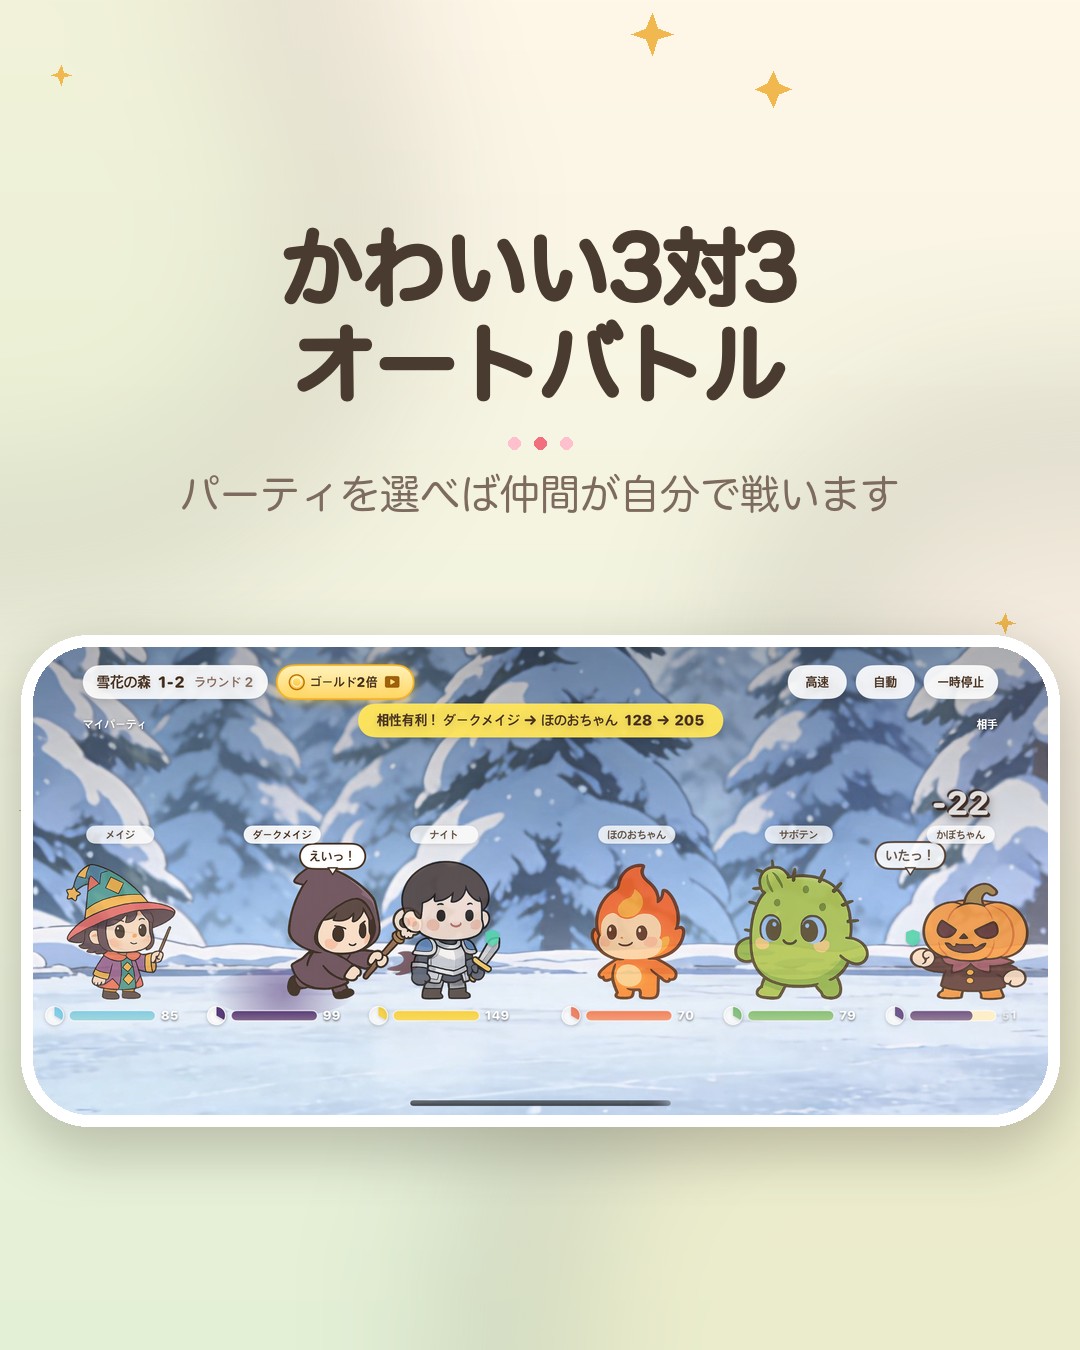 かわいい3対3
オートバトル
パーティを選べば仲間が自分で戦います
雪花の森 1-2 ラウンド 2
ゴールド2倍
高速
自動
一時停止
マイパーティ
相性有利！ ダークメイジ → ほのおちゃん 128 → 205
相手
-22
メイジ
ダークメイジ
ナイト
ほのおちゃん
サボテン
かぼちゃん
えいっ！
いたっ！
85
99
149
70
79
51